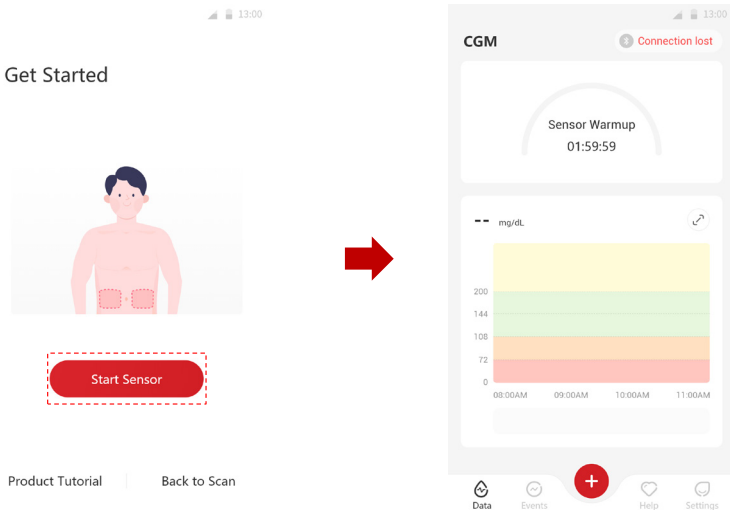 13:00
Get Started
Start Sensor
Product Tutorial
Back to Scan
13:00
CGM
Connection lost
Sensor Warmup
01:59:59
-- mg/dL
200
144
108
72
0
08:00AM 09:00AM 10:00AM 11:00AM
Data Events Help Settings